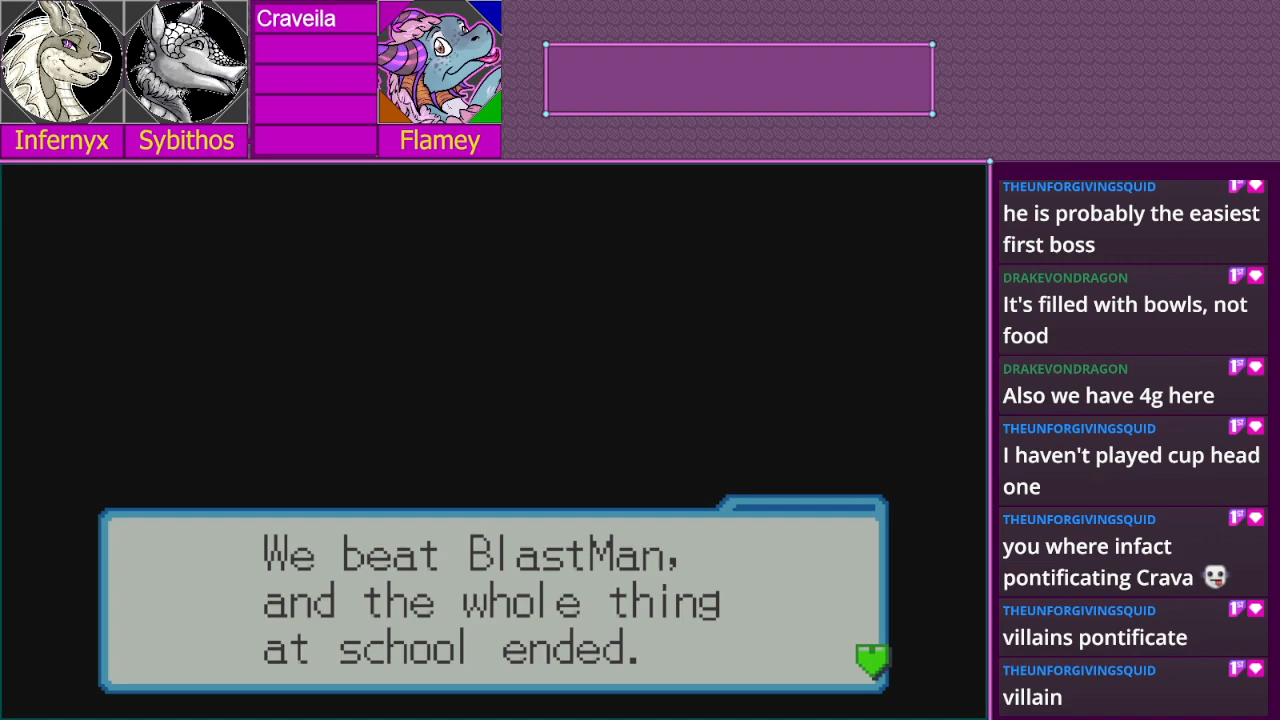 Craveila
Infernyx
Sybithos
Flamey
THEUNFORGIVINGSQUID
he is probably the easiest
first boss
DRAKEVONDRAGON
It's filled with bowls, not
food
DRAKEVONDRAGON
Also we have 4g here
THEUNFORGIVINGSQUID
I haven't played cup head
one
THEUNFORGIVINGSQUID
you where infact
pontificating Crava
THEUNFORGIVINGSQUID
villains pontificate
THEUNFORGIVINGSQUID
villain
We beat BlastMan,
and the whole thing
at school ended.